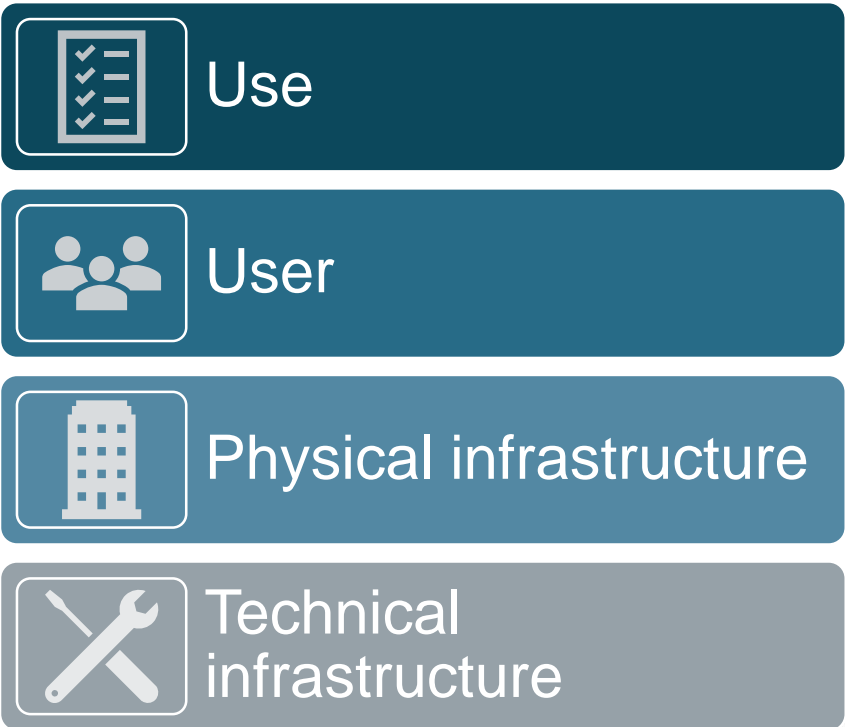 Use
User
Physical infrastructure
Technical
infrastructure